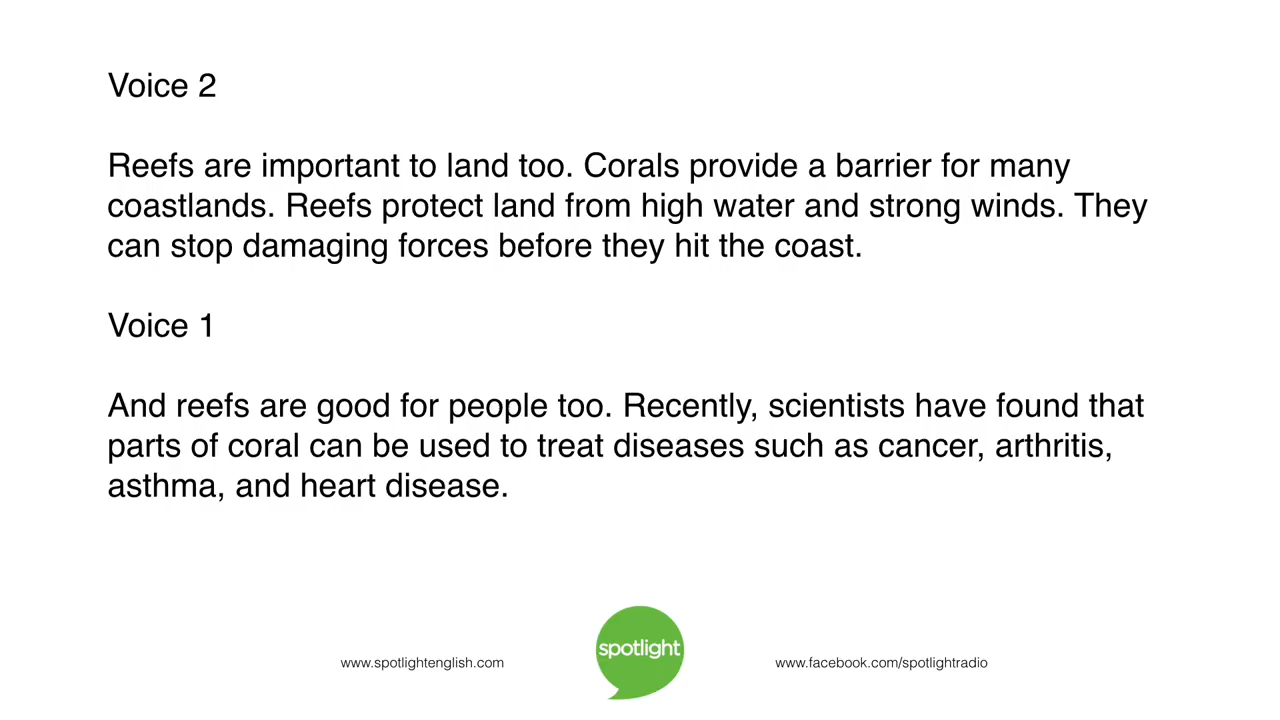 Voice 2
Reefs are important to land too. Corals provide a barrier for many
coastlands. Reefs protect land from high water and strong winds. They
can stop damaging forces before they hit the coast.
Voice 1
And reefs are good for people too. Recently, scientists have found that
parts of coral can be used to treat diseases such as cancer, arthritis,
asthma, and heart disease.
www.spotlightenglish.com
spotlight
www.facebook.com/spotlightradio